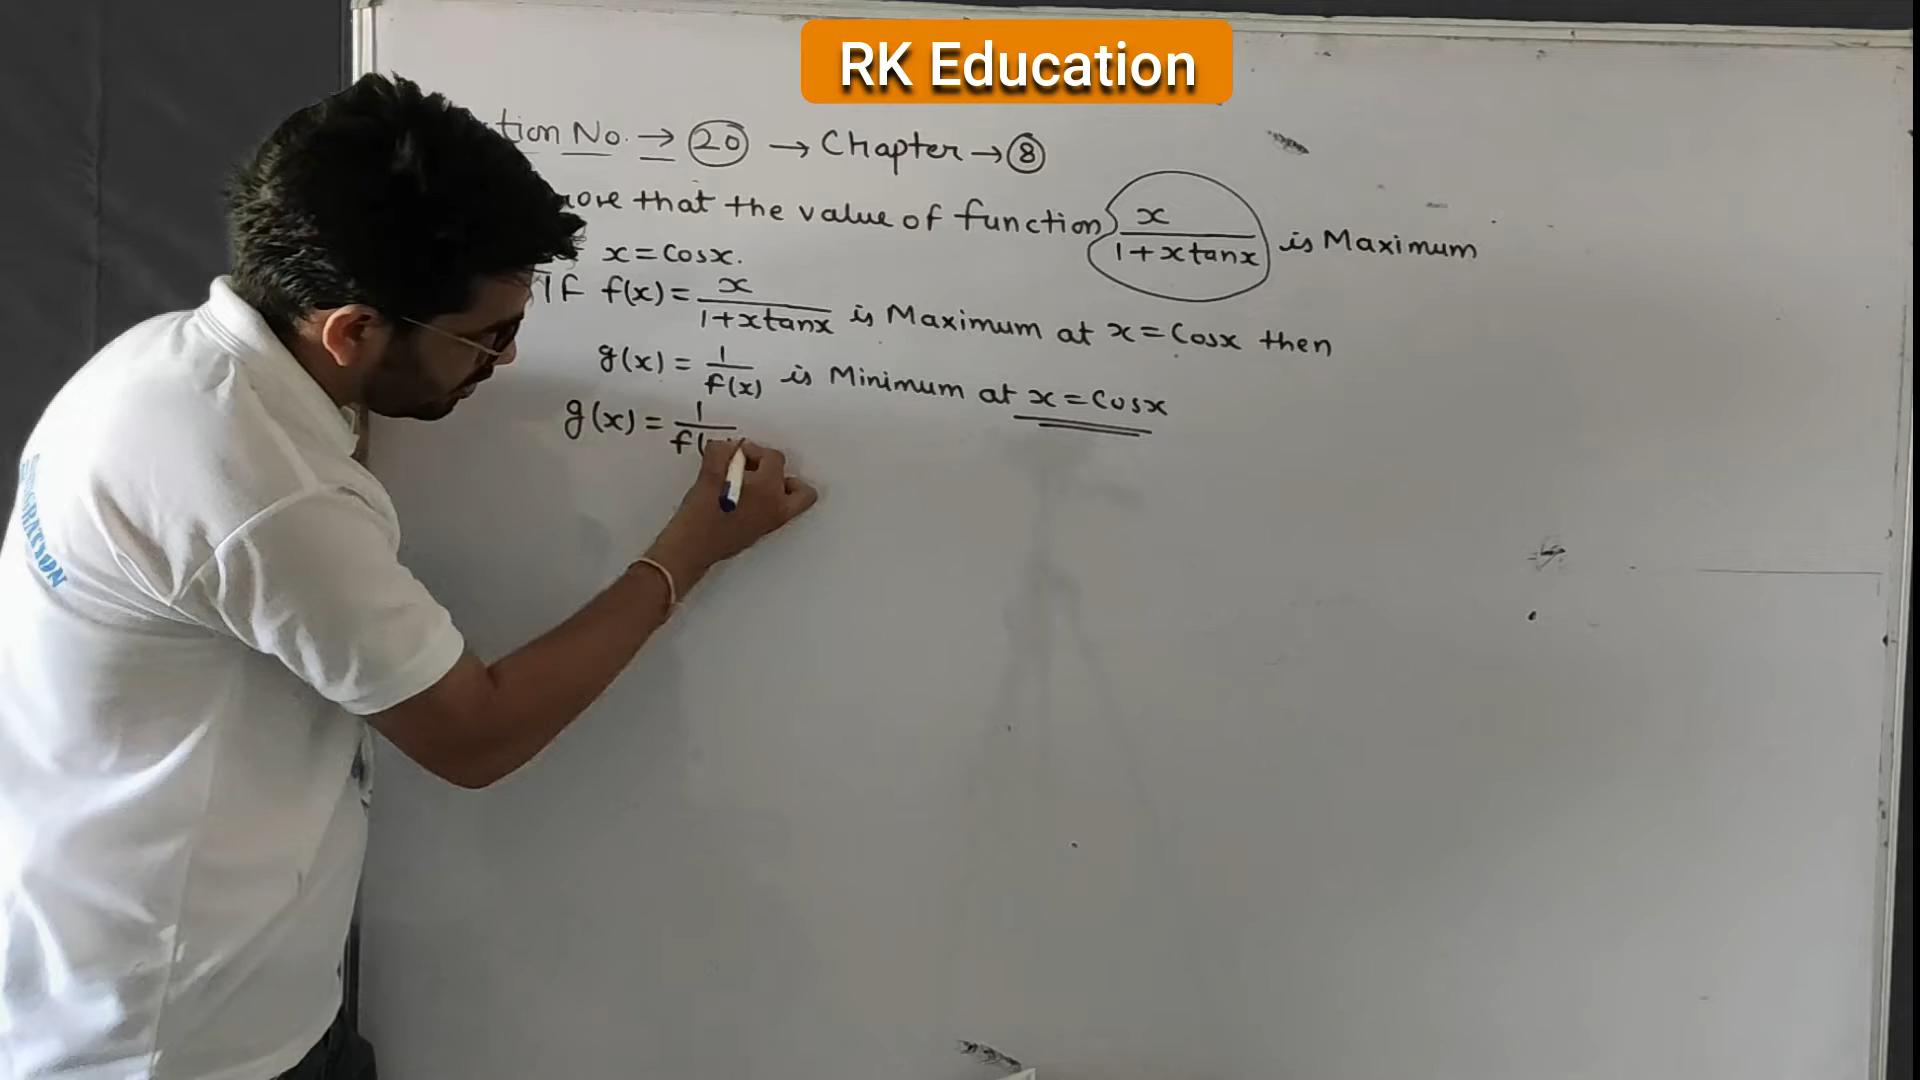 RK Education
tion No. → 20 → Chapter → 8
that the value of function x/(1+xtanx) is Maximum
x = cosx.
If f(x) = x/(1+xtanx) is Maximum at x = Cosx then
g(x) = 1/f(x) is Minimum at x = Cosx
g(x) = 1/f(